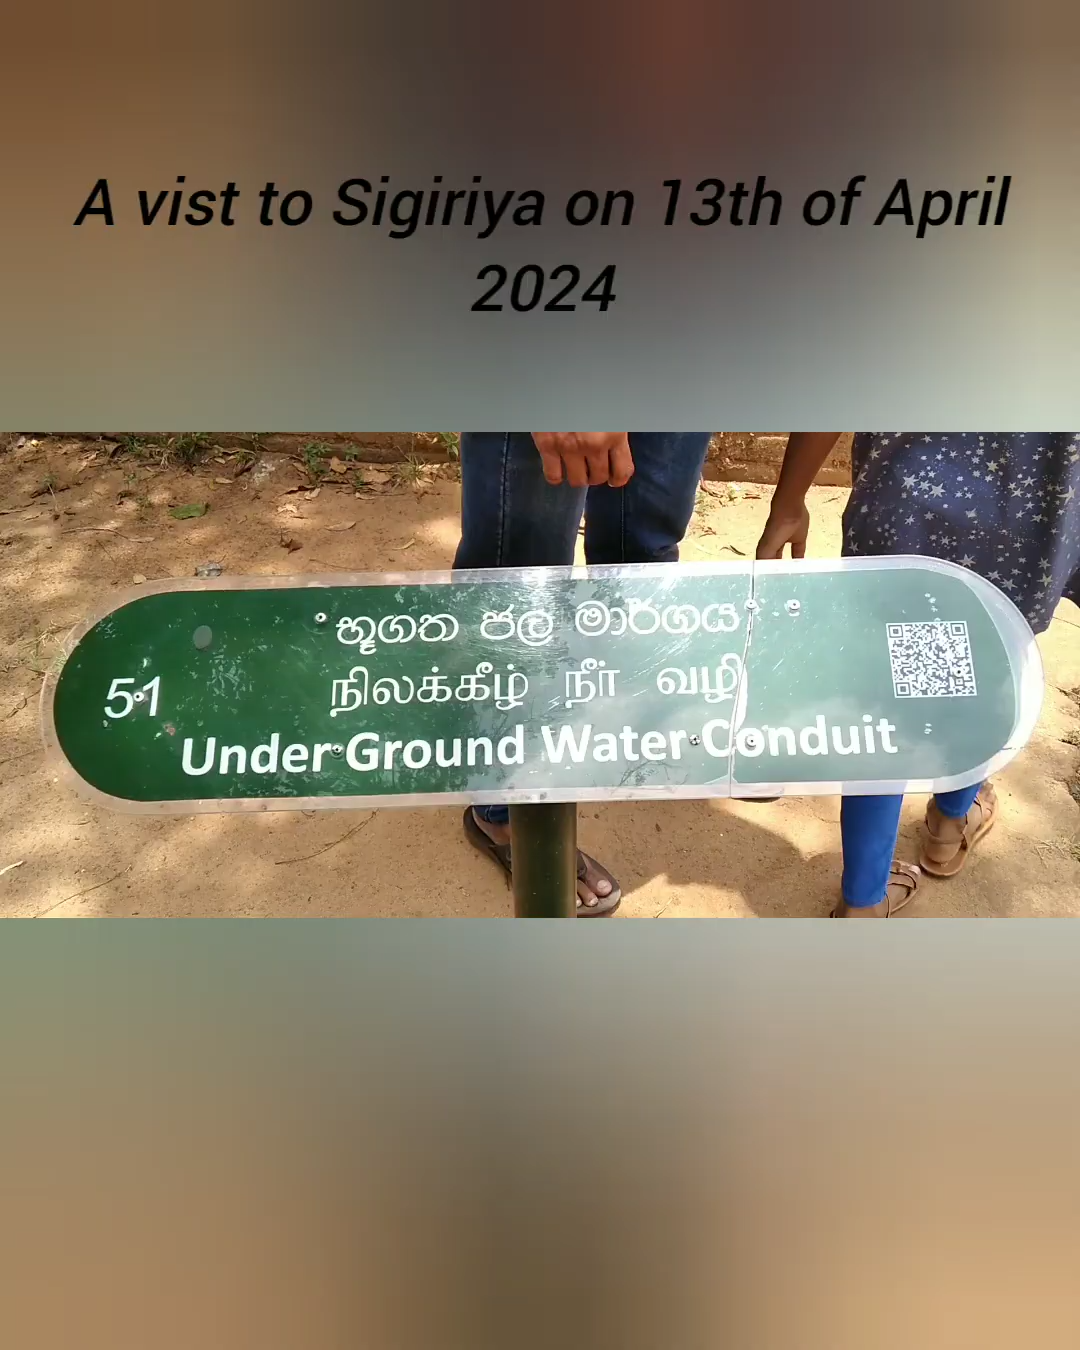 A vist to Sigiriya on 13th of April
2024
භූගත ජල මාර්ගය
நிலக்கீழ் நீர் வழி
51
Under Ground Water Conduit